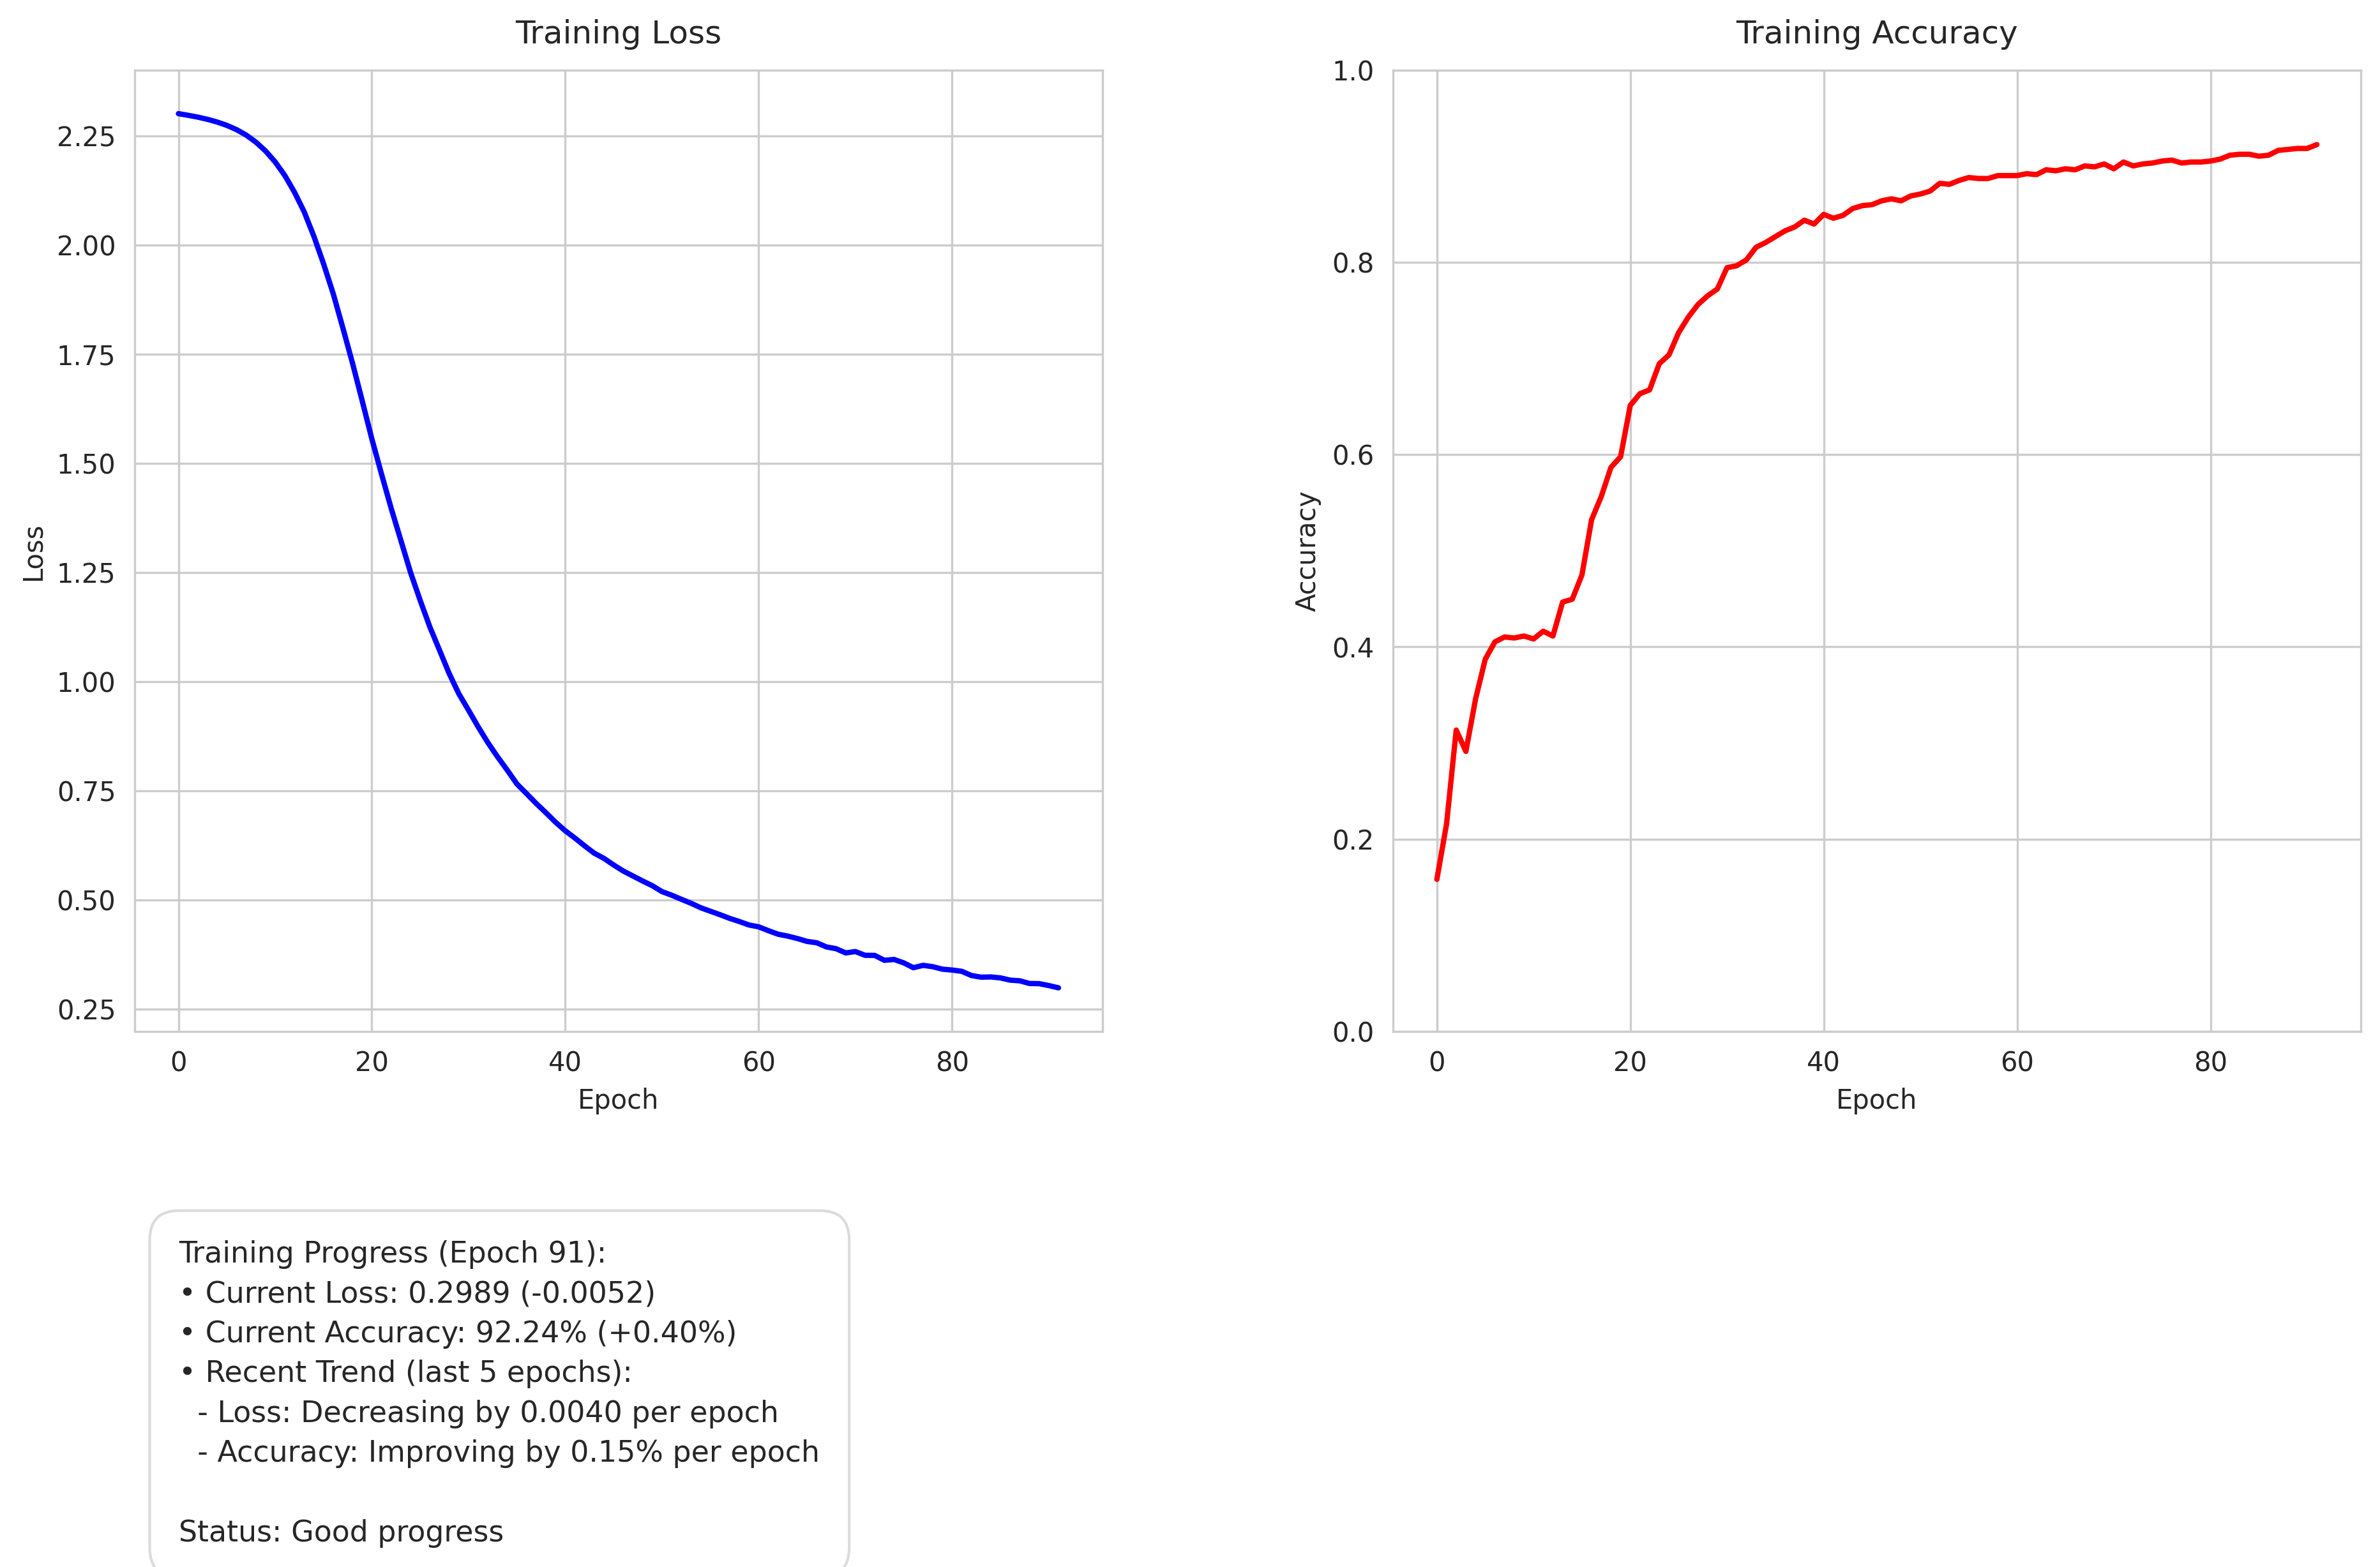 Training Loss
2.25
2.00
1.75
1.50
1.25
1.00
0.75
0.50
0.25
Loss
0 20 40 60 80
Epoch
Training Accuracy
1.0
0.8
0.6
0.4
0.2
0.0
Accuracy
0 20 40 60 80
Epoch
Training Progress (Epoch 91):
• Current Loss: 0.2989 (-0.0052)
• Current Accuracy: 92.24% (+0.40%)
• Recent Trend (last 5 epochs):
- Loss: Decreasing by 0.0040 per epoch
- Accuracy: Improving by 0.15% per epoch
Status: Good progress